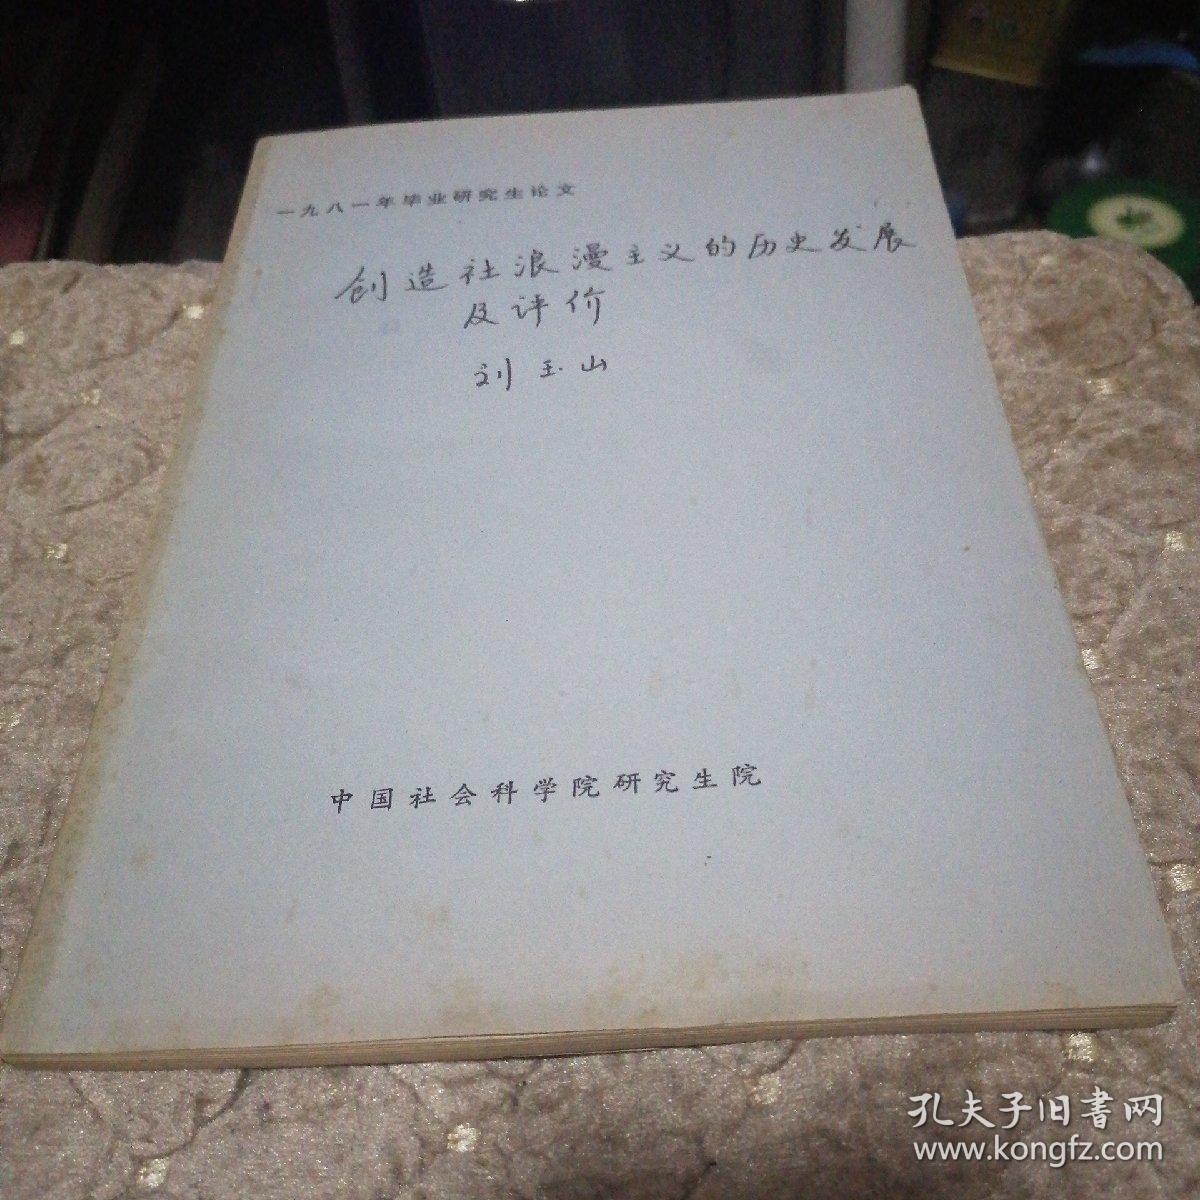 一九八一年毕业研究生论文
创造社浪漫主义的历史发展
及评价
刘玉山
中国社会科学院研究生院
孔夫子旧書网
www.kongfz.com